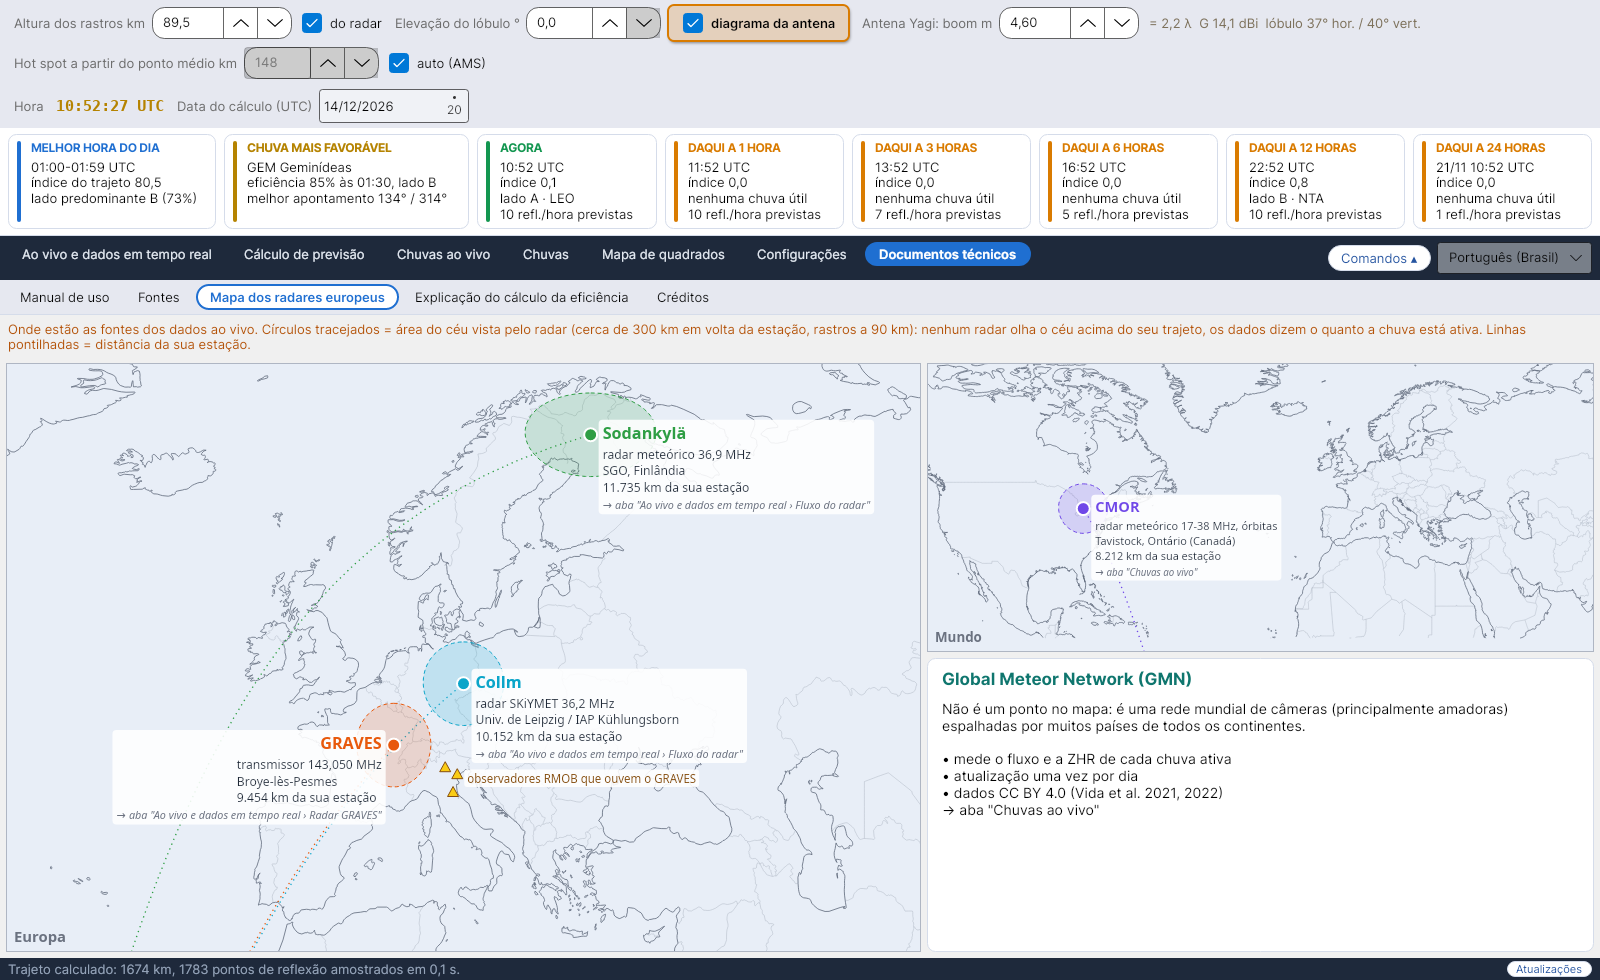 Altura do rastros km 89,5 do radar Elevação do lóbulo ° 0,0 diagrama da antena Antena Yagi: boom m 4,60 = 2,2 λ G 14,1 dBi lóbulo 37° hor. / 40° vert.
Hot spot a partir do ponto médio km 148 auto (AMS)
Hora 10:52:27 UTC Data do cálculo (UTC) 14/12/2026 20
MELHOR HORA DO DIA
01:00-01:59 UTC
índice do trajeto 80,5
lado predominante B (73%)
CHUVA MAIS FAVORÁVEL
GEM Geminídeas
eficiência 85% às 01:30, lado B
melhor apontamento 134° / 314°
AGORA
10:52 UTC
índice 0,1
lado A · LEO
10 refl./hora previstas
DAQUI A 1 HORA
11:52 UTC
índice 0,0
nenhuma chuva útil
10 refl./hora previstas
DAQUI A 3 HORAS
13:52 UTC
índice 0,0
nenhuma chuva útil
7 refl./hora previstas
DAQUI A 6 HORAS
16:52 UTC
índice 0,0
nenhuma chuva útil
5 refl./hora previstas
DAQUI A 12 HORAS
22:52 UTC
índice 0,8
lado B · NTA
10 refl./hora previstas
DAQUI A 24 HORAS
21/11 10:52 UTC
índice 0,0
nenhuma chuva útil
1 refl./hora previstas
Ao vivo e dados em tempo real Cálculo de previsão Chuvas ao vivo Chuvas Mapa de quadrados Configurações Documentos técnicos Comandos ▴ Português (Brasil)
Manual de uso Fontes Mapa dos radares europeus Explicação do cálculo da eficiência Créditos
Onde estão as fontes dos dados ao vivo. Círculos tracejados = área do céu vista pelo radar (cerca de 300 km em volta da estação, rastros a 90 km): nenhum radar olha o céu acima do seu trajeto, os dados dizem o quanto a chuva está ativa. Linhas
pontilhadas = distância da sua estação.
Sodankylä
radar meteórico 36,9 MHz
SGO, Finlândia
11.735 km da sua estação
→ aba "Ao vivo e dados em tempo real › Fluxo do radar"
Collm
radar SKiYMET 36,2 MHz
Univ. de Leipzig / IAP Kühlungsborn
10.152 km da sua estação
→ aba "Ao vivo e dados em tempo real › Fluxo do radar"
GRAVES
transmissor 143,050 MHz
Broye-lès-Pesmes
9.454 km da sua estação
→ aba "Ao vivo e dados em tempo real › Radar GRAVES"
observadores RMOB que ouvem o GRAVES
Europa
CMOR
radar meteórico 17-38 MHz, órbitas
Tavistock, Ontário (Canadá)
8.212 km da sua estação
→ aba "Chuvas ao vivo"
Mundo
Global Meteor Network (GMN)
Não é um ponto no mapa: é uma rede mundial de câmeras (principalmente amadoras)
espalhadas por muitos países de todos os continentes.
• mede o fluxo e a ZHR de cada chuva ativa
• atualização uma vez por dia
• dados CC BY 4.0 (Vida et al. 2021, 2022)
→ aba "Chuvas ao vivo"
Trajeto calculado: 1674 km, 1783 pontos de reflexão amostrados em 0,1 s.
Atualizações